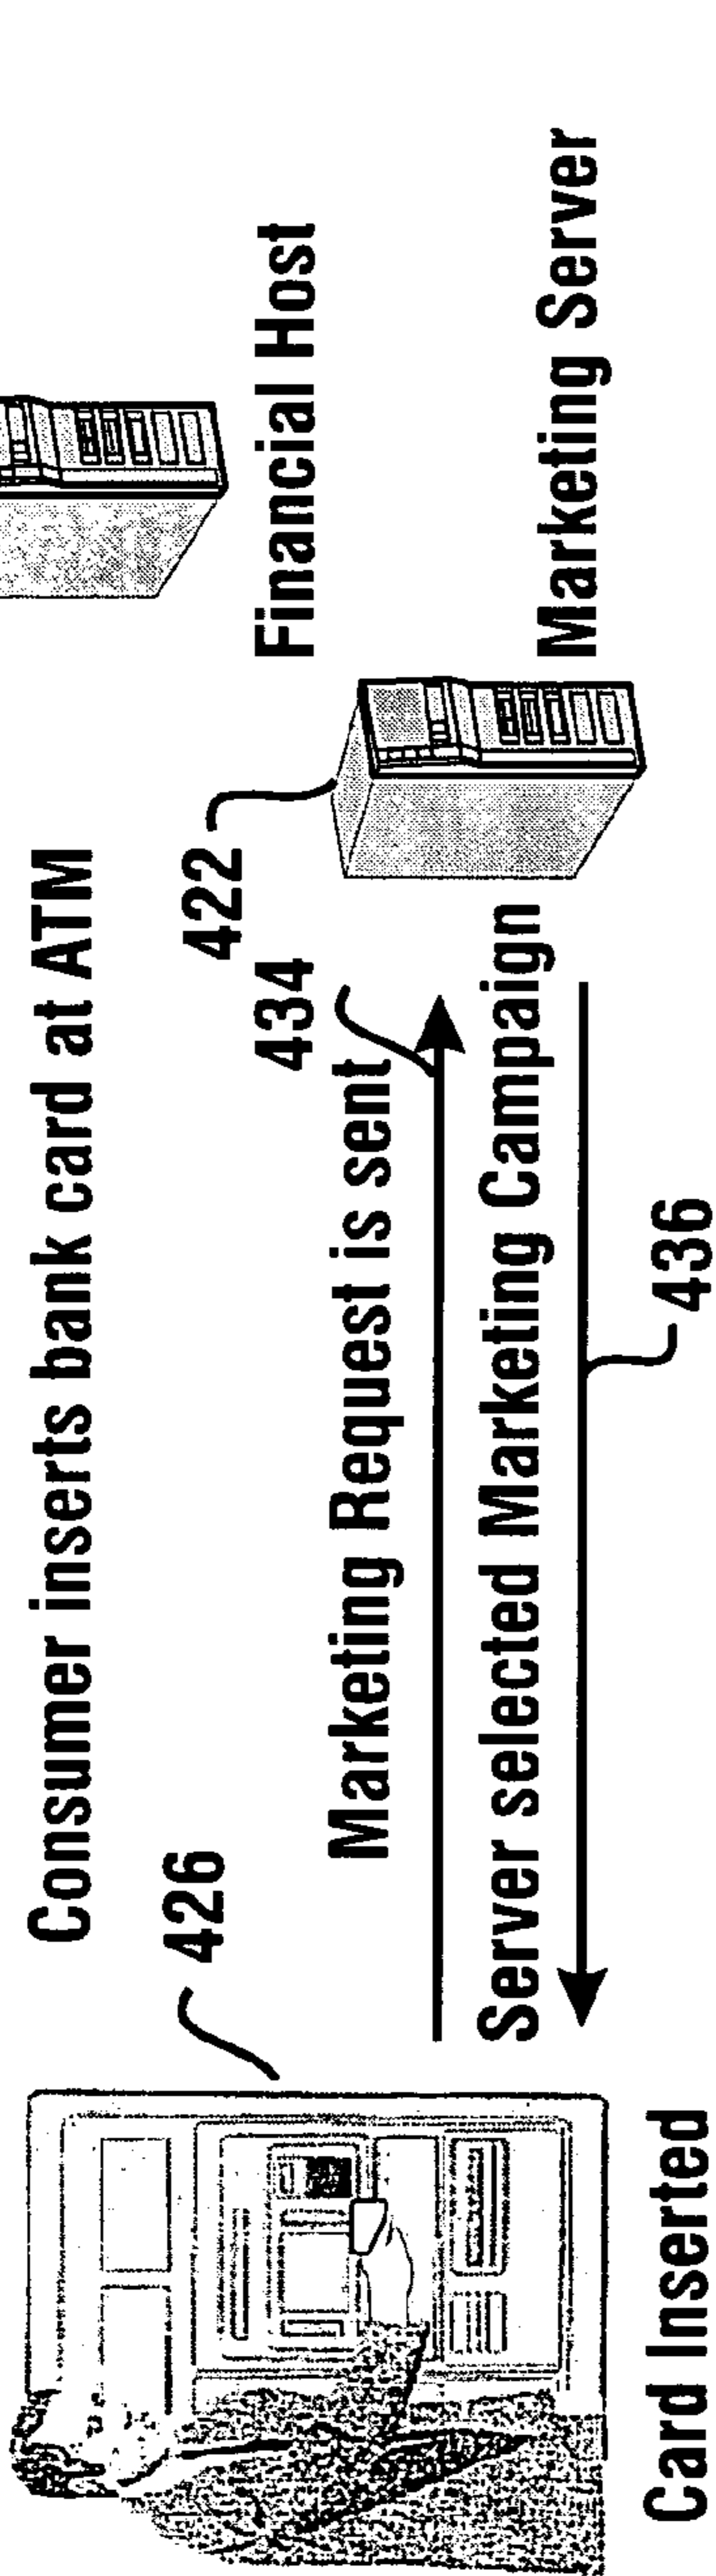 Consumer inserts bank card at ATM
Financial Host
426
422
434
Marketing Request is sent
Server selected Marketing Campaign
Marketing Server
436
Card Inserted